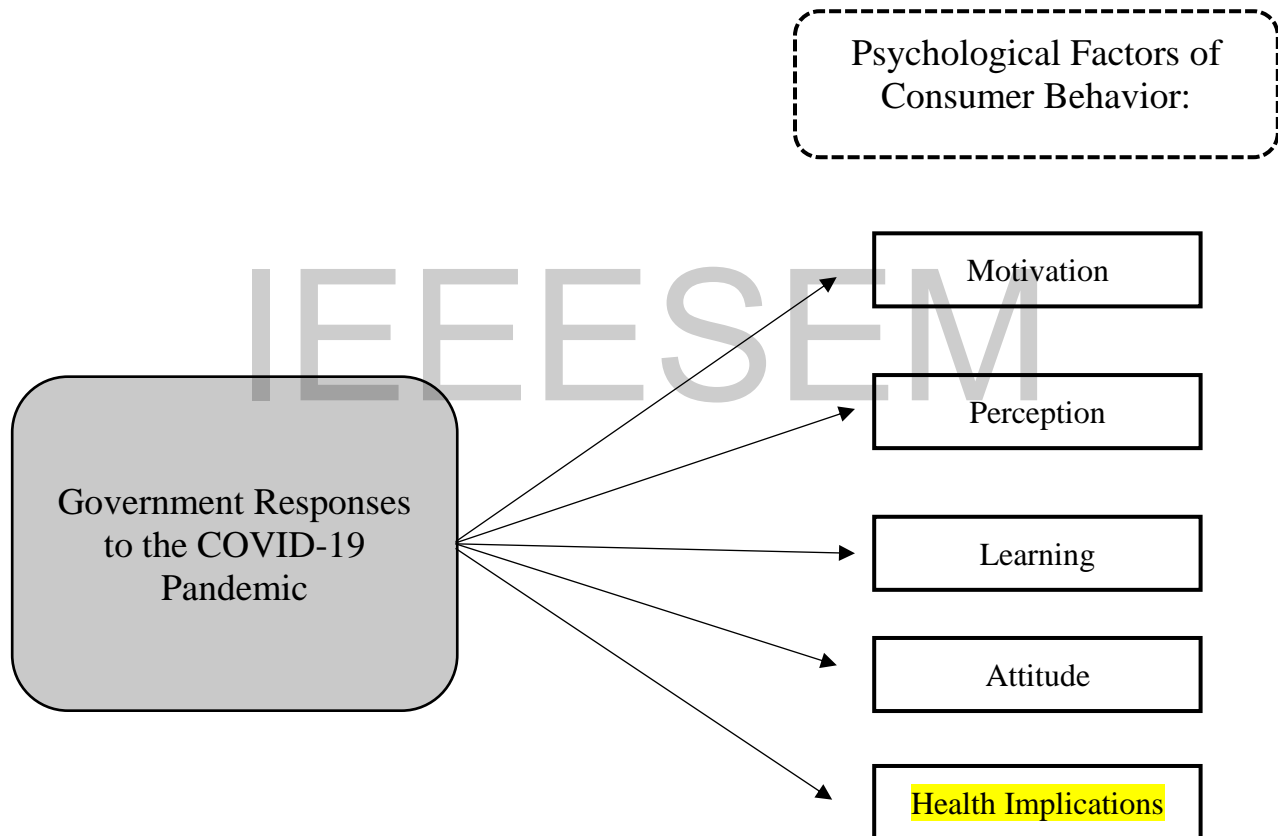 Psychological Factors of
Consumer Behavior:
IEEESEM
Motivation
Perception
Government Responses
to the COVID-19
Pandemic
Learning
Attitude
Health Implications